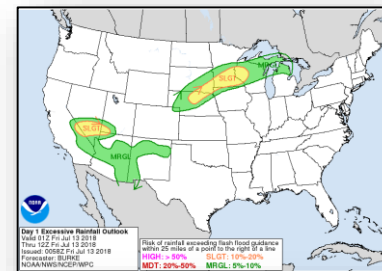 MRGL
SLGT
SLGT
MRGL
NOAA
Day 1 Excessive Rainfall Outlook
Valid 01Z Fri Jul 13 2018
Thru 12Z Fri Jul 13 2018
Issued: 0058Z Fri Jul 13 2018
Forecaster: BURKE
NOAA/NWS/NCEP/WPC
Risk of rainfall exceeding flash flood guidance
within 25 miles of a point to the right of a line
HIGH: > 50% SLGT: 10%-20%
MDT: 20%-50% MRGL: 5%-10%